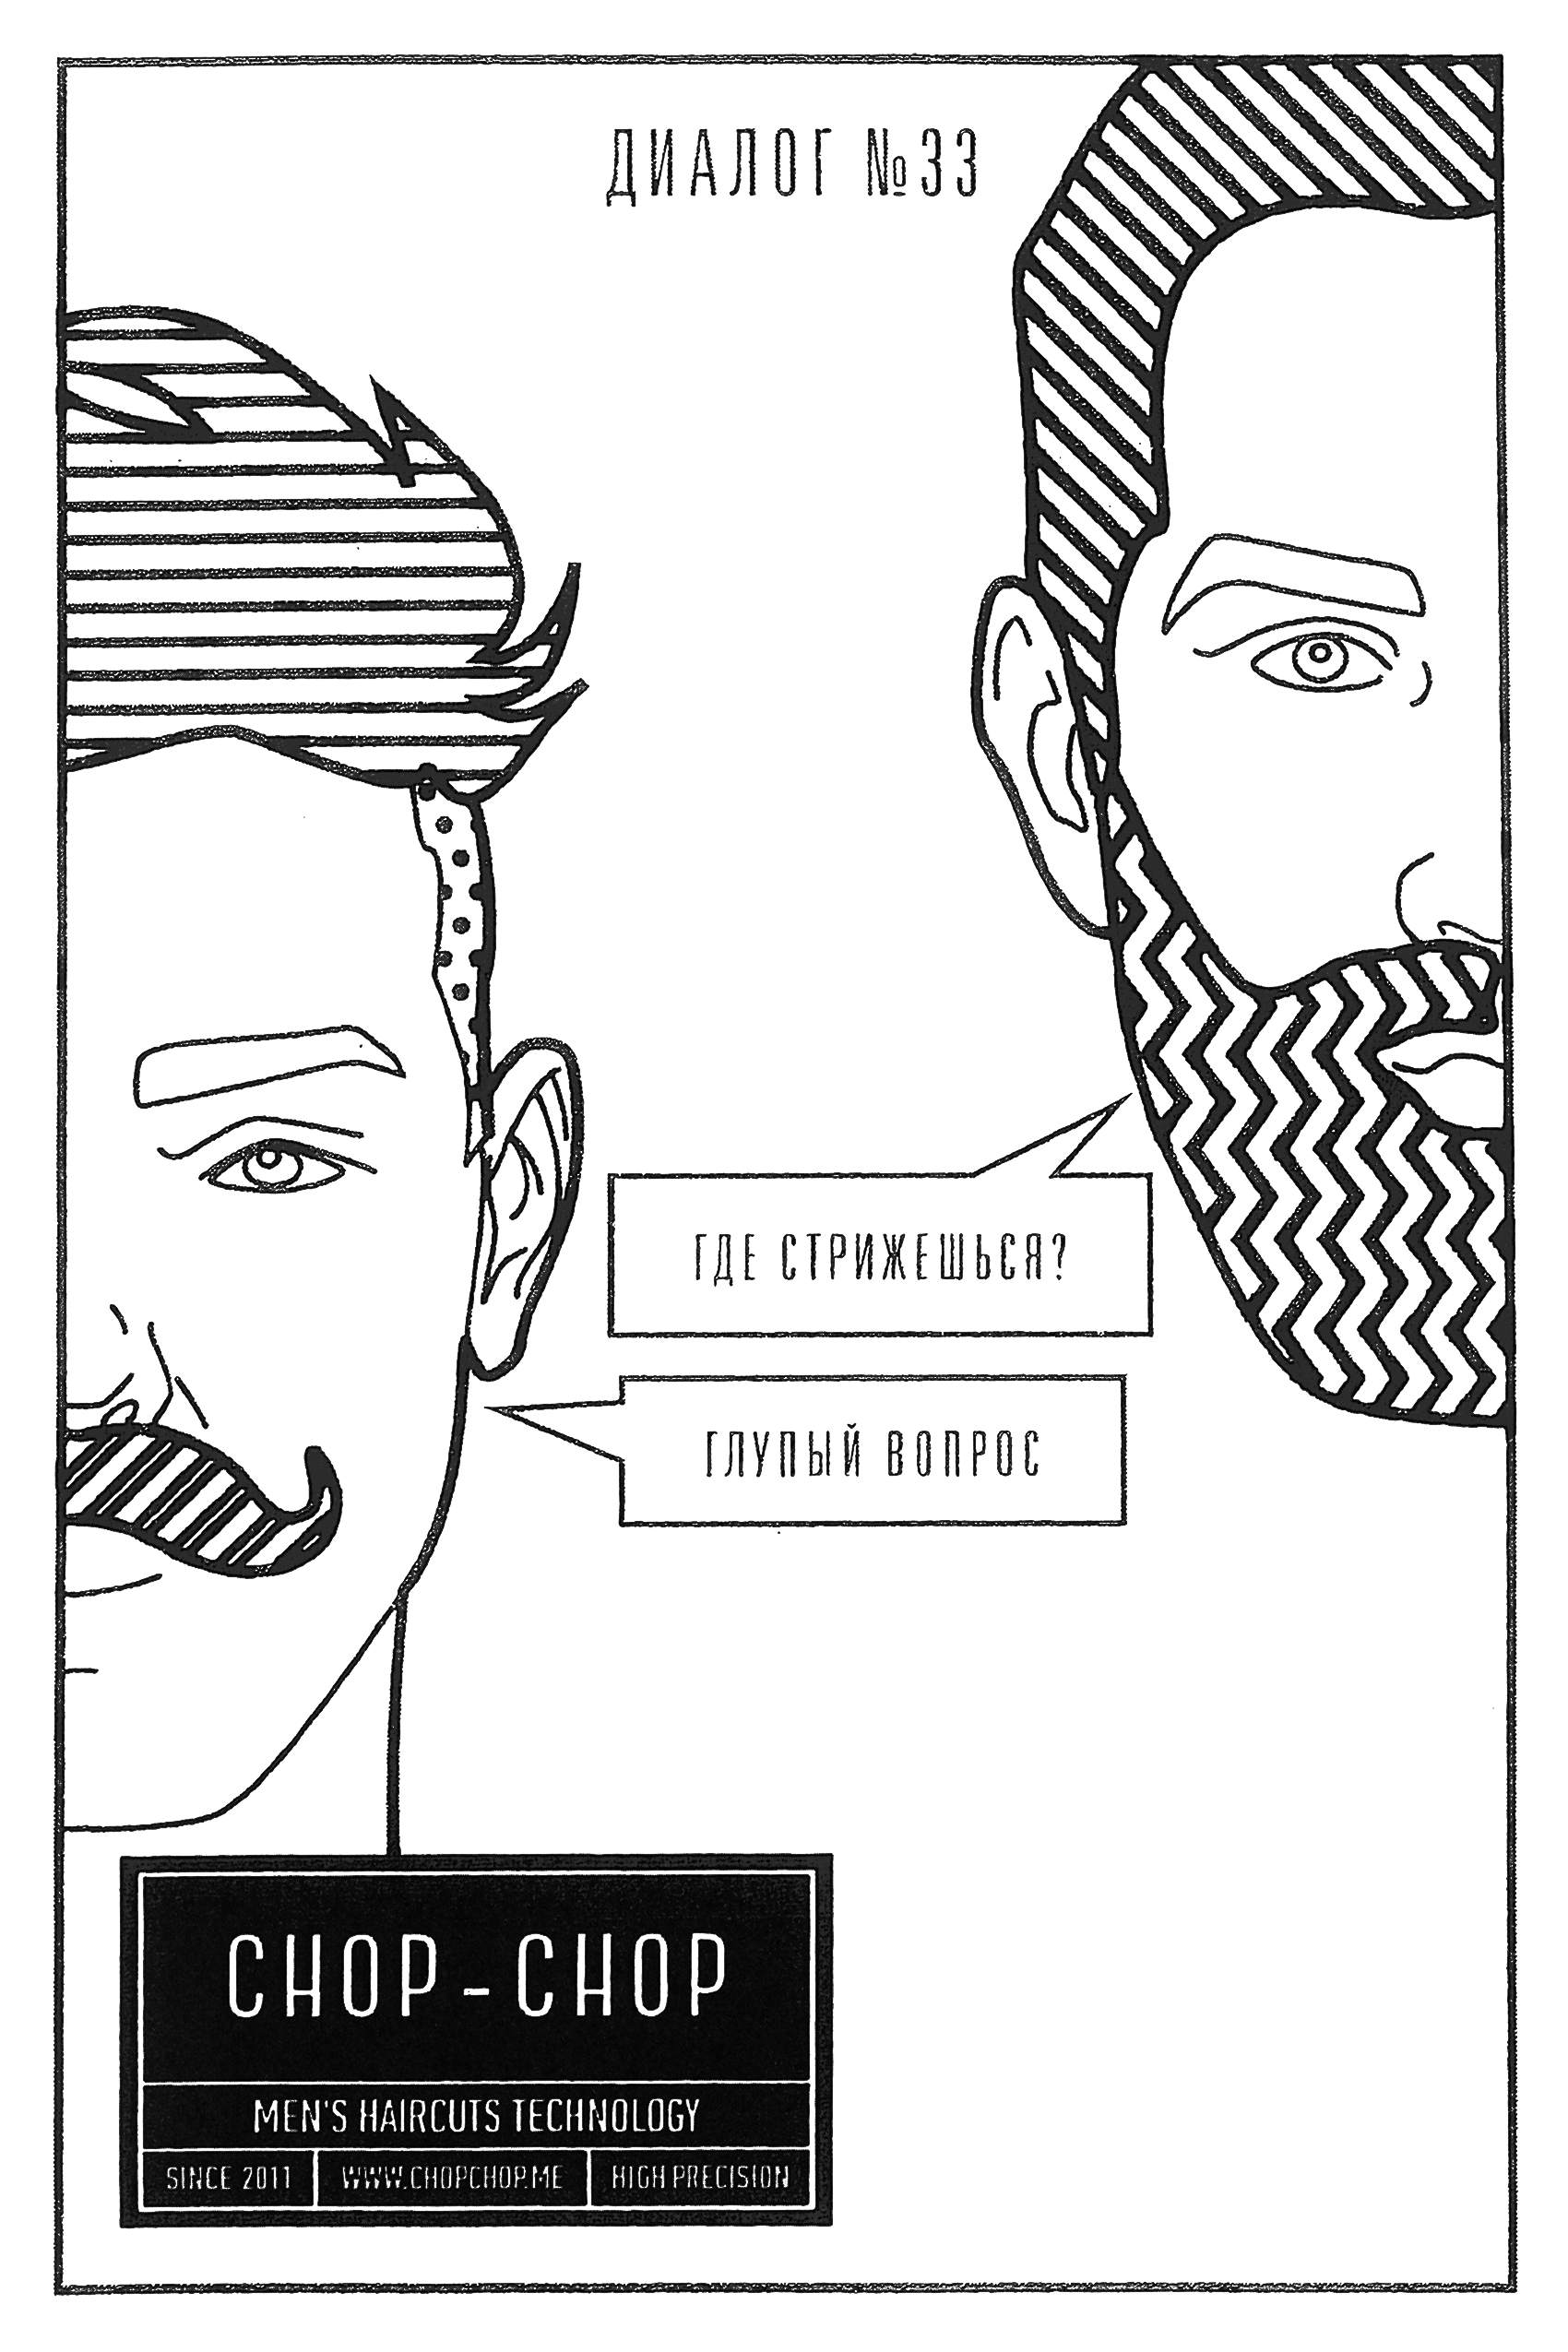 ДИАЛОГ №33
ГДЕ СТРИЖЕШЬСЯ?
ГЛУПЫЙ ВОПРОС
CHOP-CHOP
MEN'S HAIRCUTS TECHNOLOGY
SINCE 2011 WWW.CHOPCHOP.ME HIGH PRECISION